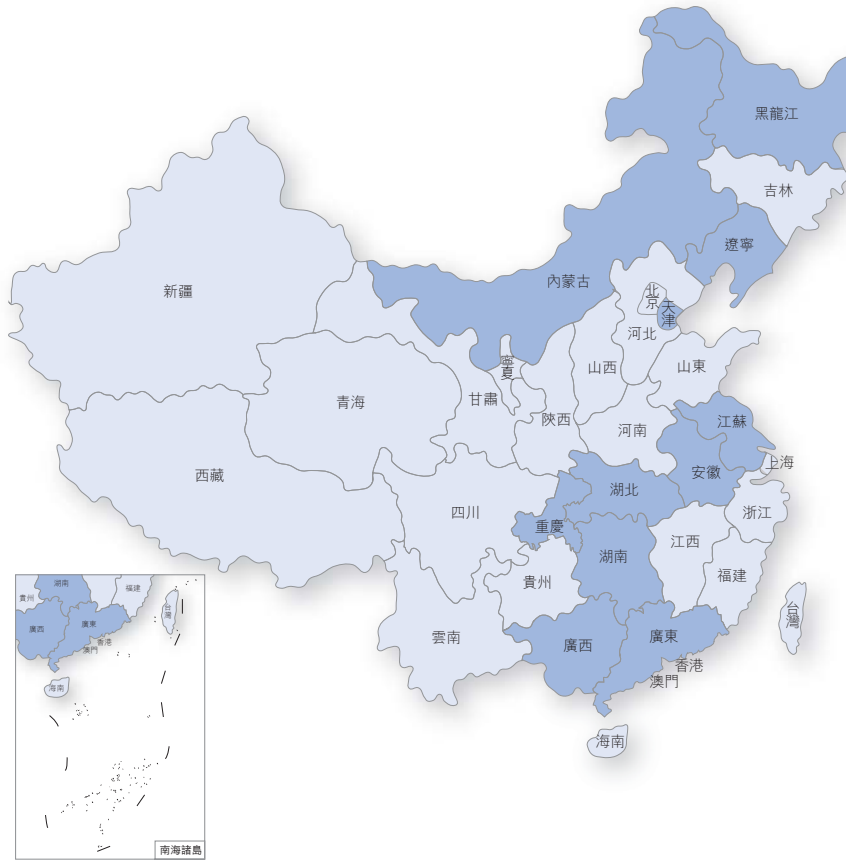 黑龍江
吉林
遼寧
內蒙古
新疆
北京
天津
河北
山西
山東
寧夏
甘肅
青海
陝西
河南
江蘇
西藏
安徽
上海
湖北
四川
重慶
浙江
江西
湖南
貴州
福建
台灣
雲南
廣西
廣東
香港
澳門
海南
湖南
貴州
福建
台灣
廣西
廣東
香港
澳門
海南
南海諸島